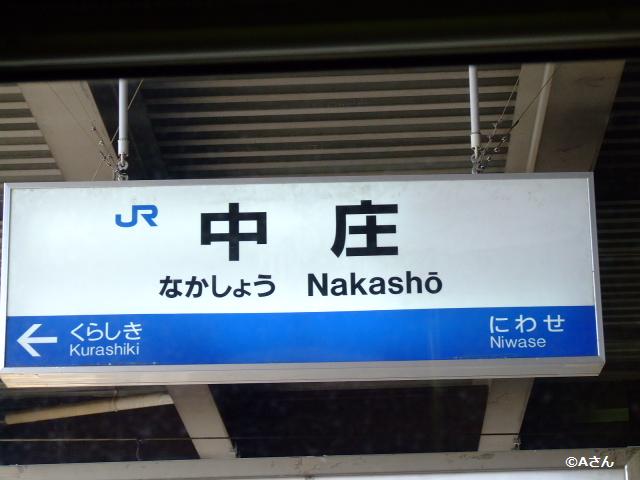 JR 中庄
なかしょう Nakashō
← くらしき にわせ
Kurashiki Niwase
©Aさん